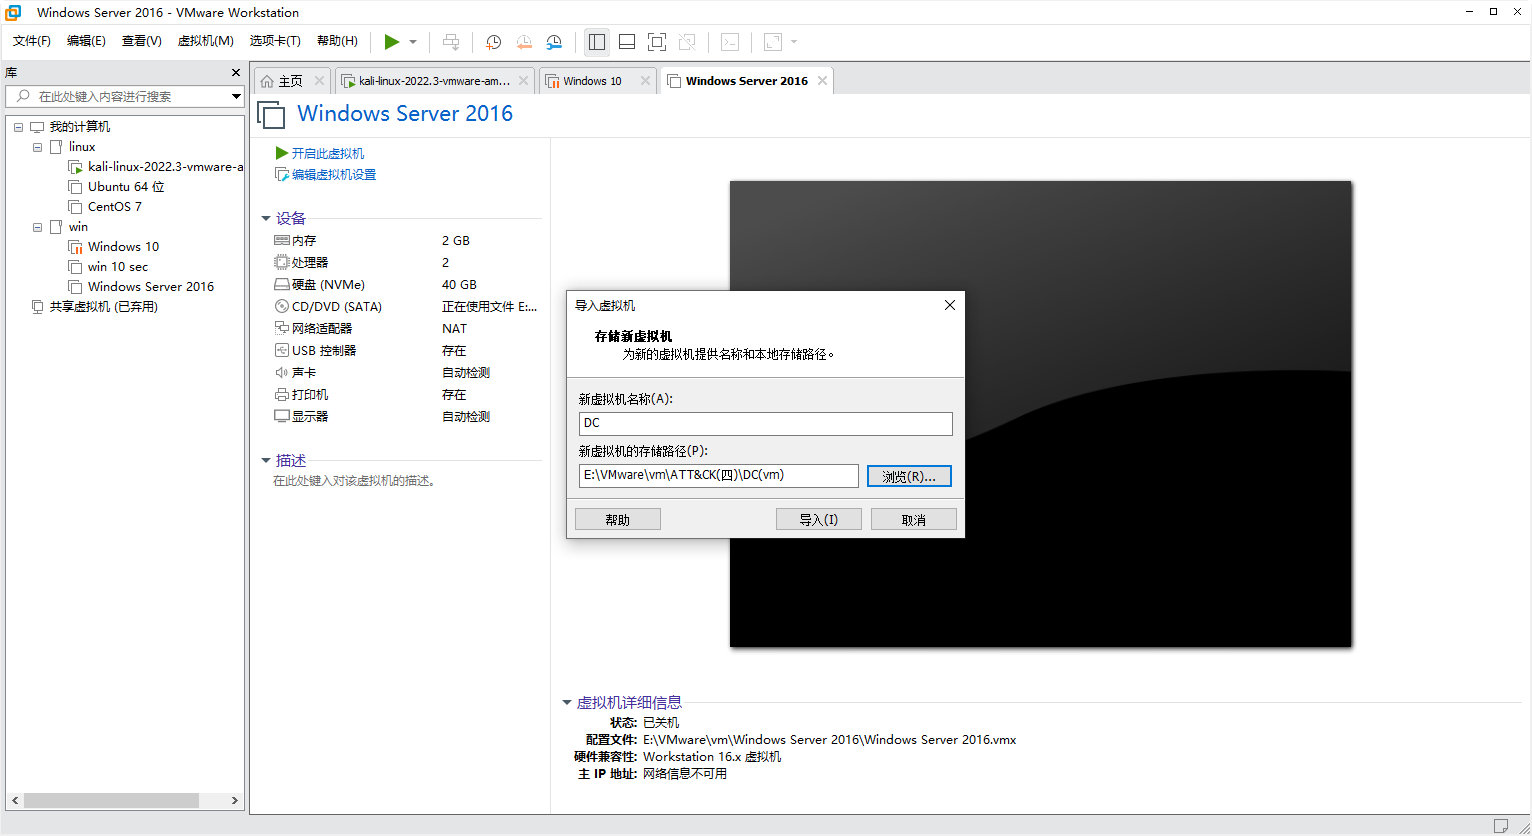 Windows Server 2016 - VMware Workstation
文件(F) 编辑(E) 查看(V) 虚拟机(M) 选项卡(T) 帮助(H)
库
在此处键入内容进行搜索
我的计算机
linux
kali-linux-2022.3-vmware-a
Ubuntu 64 位
CentOS 7
win
Windows 10
win 10 sec
Windows Server 2016
共享虚拟机 (已弃用)
主页
kali-linux-2022.3-vmware-am...
Windows 10
Windows Server 2016
Windows Server 2016
开启此虚拟机
编辑虚拟机设置
设备
内存 2 GB
处理器 2
硬盘 (NVMe) 40 GB
CD/DVD (SATA) 正在使用文件 E:...
网络适配器 NAT
USB 控制器 存在
声卡 自动检测
打印机 存在
显示器 自动检测
描述
在此处键入对该虚拟机的描述。
导入虚拟机
存储新虚拟机
为新的虚拟机提供名称和本地存储路径。
新虚拟机名称(A):
DC
新虚拟机的存储路径(P):
E:\VMware\vm\ATT&CK(四)\DC(vm)
浏览(R)...
帮助 导入(I) 取消
虚拟机详细信息
状态: 已关机
配置文件: E:\VMware\vm\Windows Server 2016\Windows Server 2016.vmx
硬件兼容性: Workstation 16.x 虚拟机
主 IP 地址: 网络信息不可用